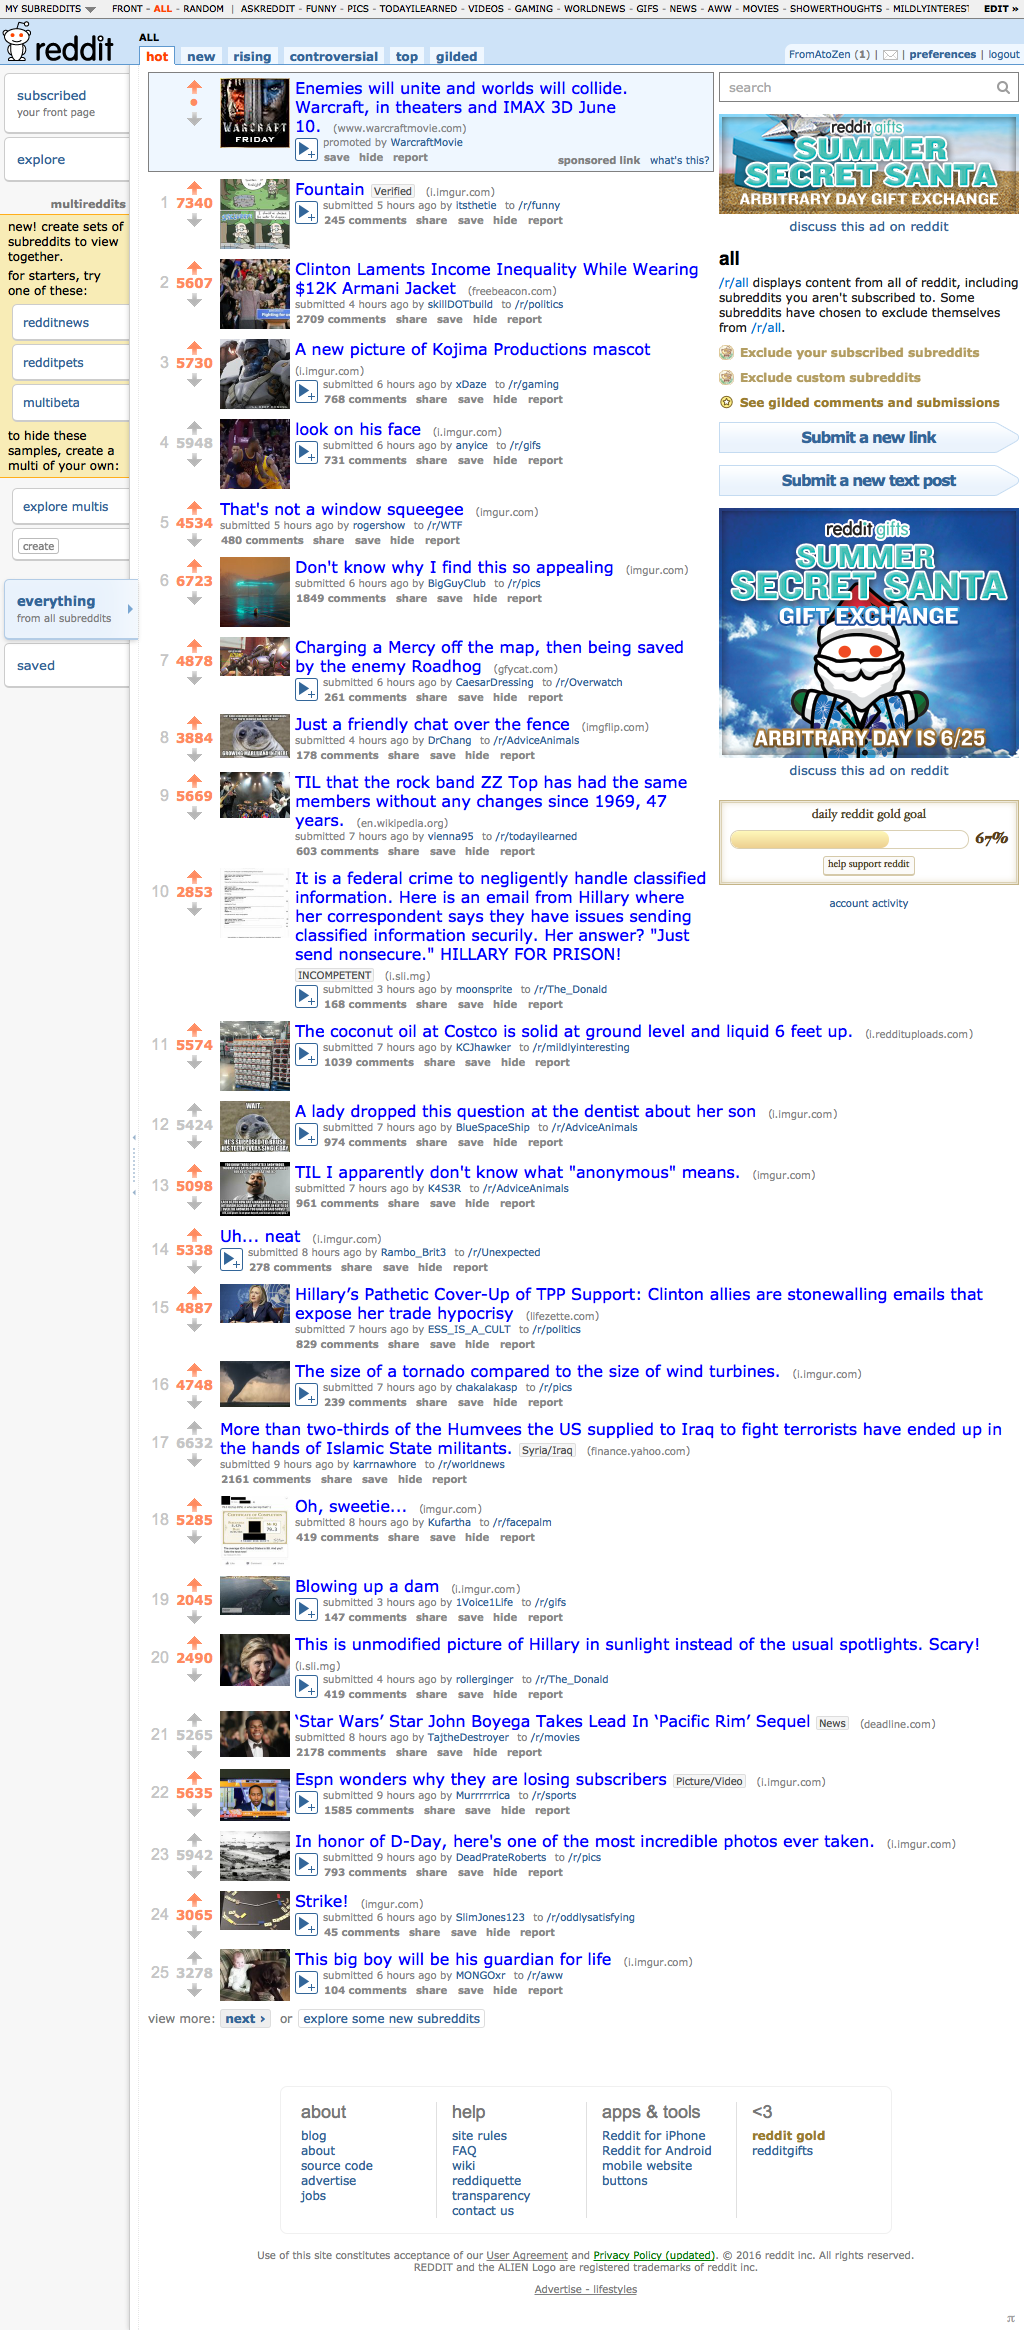 MY SUBREDDITS FRONT - ALL - RANDOM | ASKREDDIT - FUNNY - PICS - TODAYILEARNED - VIDEOS - GAMING - WORLDNEWS - GIFS - NEWS - AWW - MOVIES - SHOWERTHOUGHTS - MILDLYINTEREST EDIT »
reddit ALL
hot new rising controversial top gilded
FromAtoZen (1) | preferences | logout
subscribed
your front page
explore
multireddits
new! create sets of
subreddits to view
together.
for starters, try
one of these:
redditnews
redditpets
multibeta
to hide these
samples, create a
multi of your own:
explore multis
create
everything
from all subreddits
saved
WARCRAFT
FRIDAY
Enemies will unite and worlds will collide.
Warcraft, in theaters and IMAX 3D June
10. (www.warcraftmovie.com)
promoted by WarcraftMovie
save hide report
sponsored link what's this?
1 7340
Fountain Verified (i.imgur.com)
submitted 5 hours ago by itsthetie to /r/funny
245 comments share save hide report
2 5607
Clinton Laments Income Inequality While Wearing
$12K Armani Jacket (freebeacon.com)
submitted 4 hours ago by skillDOTbuild to /r/politics
2709 comments share save hide report
3 5730
A new picture of Kojima Productions mascot
(i.imgur.com)
submitted 6 hours ago by xDaze to /r/gaming
768 comments share save hide report
4 5948
look on his face (i.imgur.com)
submitted 6 hours ago by anyice to /r/gifs
731 comments share save hide report
5 4534
That's not a window squeegee (imgur.com)
submitted 5 hours ago by rogershow to /r/WTF
480 comments share save hide report
6 6723
Don't know why I find this so appealing (imgur.com)
submitted 6 hours ago by BigGuyClub to /r/pics
1849 comments share save hide report
7 4878
Charging a Mercy off the map, then being saved
by the enemy Roadhog (gfycat.com)
submitted 6 hours ago by CaesarDressing to /r/Overwatch
261 comments share save hide report
8 3884
Just a friendly chat over the fence (imgflip.com)
submitted 4 hours ago by DrChang to /r/AdviceAnimals
178 comments share save hide report
9 5669
TIL that the rock band ZZ Top has had the same
members without any changes since 1969, 47
years. (en.wikipedia.org)
submitted 7 hours ago by vienna95 to /r/todayilearned
603 comments share save hide report
10 2853
It is a federal crime to negligently handle classified
information. Here is an email from Hillary where
her correspondent says they have issues sending
classified information securily. Her answer? "Just
send nonsecure." HILLARY FOR PRISON!
INCOMPETENT (i.sli.mg)
submitted 3 hours ago by moonsprite to /r/The_Donald
168 comments share save hide report
11 5574
The coconut oil at Costco is solid at ground level and liquid 6 feet up. (i.reddituploads.com)
submitted 7 hours ago by KCJhawker to /r/mildlyinteresting
1039 comments share save hide report
12 5424
WAIT
HE'S SUPPOSED TO BRUSH
HIS TEETH EVERY SINGLE DAY
A lady dropped this question at the dentist about her son (i.imgur.com)
submitted 7 hours ago by BlueSpaceShip to /r/AdviceAnimals
974 comments share save hide report
13 5098
TIL I apparently don't know what "anonymous" means. (imgur.com)
submitted 7 hours ago by K4S3R to /r/AdviceAnimals
961 comments share save hide report
14 5338
Uh... neat (i.imgur.com)
submitted 8 hours ago by Rambo_Brit3 to /r/Unexpected
278 comments share save hide report
15 4887
Hillary’s Pathetic Cover-Up of TPP Support: Clinton allies are stonewalling emails that
expose her trade hypocrisy (lifezette.com)
submitted 7 hours ago by ESS_IS_A_CULT to /r/politics
829 comments share save hide report
16 4748
The size of a tornado compared to the size of wind turbines. (i.imgur.com)
submitted 7 hours ago by chakalakasp to /r/pics
239 comments share save hide report
17 6632
More than two-thirds of the Humvees the US supplied to Iraq to fight terrorists have ended up in
the hands of Islamic State militants. Syria/Iraq (finance.yahoo.com)
submitted 9 hours ago by karrnawhore to /r/worldnews
2161 comments share save hide report
18 5285
Oh, sweetie... (imgur.com)
submitted 8 hours ago by Kufartha to /r/facepalm
419 comments share save hide report
19 2045
Blowing up a dam (i.imgur.com)
submitted 3 hours ago by 1Voice1Life to /r/gifs
147 comments share save hide report
20 2490
This is unmodified picture of Hillary in sunlight instead of the usual spotlights. Scary!
(i.sli.mg)
submitted 4 hours ago by rollerginger to /r/The_Donald
419 comments share save hide report
21 5265
‘Star Wars’ Star John Boyega Takes Lead In ‘Pacific Rim’ Sequel News (deadline.com)
submitted 8 hours ago by TajtheDestroyer to /r/movies
2178 comments share save hide report
22 5635
Espn wonders why they are losing subscribers Picture/Video (i.imgur.com)
submitted 9 hours ago by Murrrrrrica to /r/sports
1585 comments share save hide report
23 5942
In honor of D-Day, here's one of the most incredible photos ever taken. (i.imgur.com)
submitted 9 hours ago by DeadPrateRoberts to /r/pics
793 comments share save hide report
24 3065
Strike! (imgur.com)
submitted 6 hours ago by SlimJones123 to /r/oddlysatisfying
45 comments share save hide report
25 3278
This big boy will be his guardian for life (i.imgur.com)
submitted 6 hours ago by MONGOxr to /r/aww
104 comments share save hide report
view more: next › or explore some new subreddits
search
reddit gifts
SUMMER
SECRET SANTA
ARBITRARY DAY GIFT EXCHANGE
discuss this ad on reddit
all
/r/all displays content from all of reddit, including
subreddits you aren't subscribed to. Some
subreddits have chosen to exclude themselves
from /r/all.
Exclude your subscribed subreddits
Exclude custom subreddits
See gilded comments and submissions
Submit a new link
Submit a new text post
reddit gifts
SUMMER
SECRET SANTA
GIFT EXCHANGE
ARBITRARY DAY IS 6/25
discuss this ad on reddit
daily reddit gold goal
67%
help support reddit
account activity
about
blog
about
source code
advertise
jobs
help
site rules
FAQ
wiki
reddiquette
transparency
contact us
apps & tools
Reddit for iPhone
Reddit for Android
mobile website
buttons
<3
reddit gold
redditgifts
Use of this site constitutes acceptance of our User Agreement and Privacy Policy (updated). © 2016 reddit inc. All rights reserved.
REDDIT and the ALIEN Logo are registered trademarks of reddit inc.
Advertise - lifestyles
π